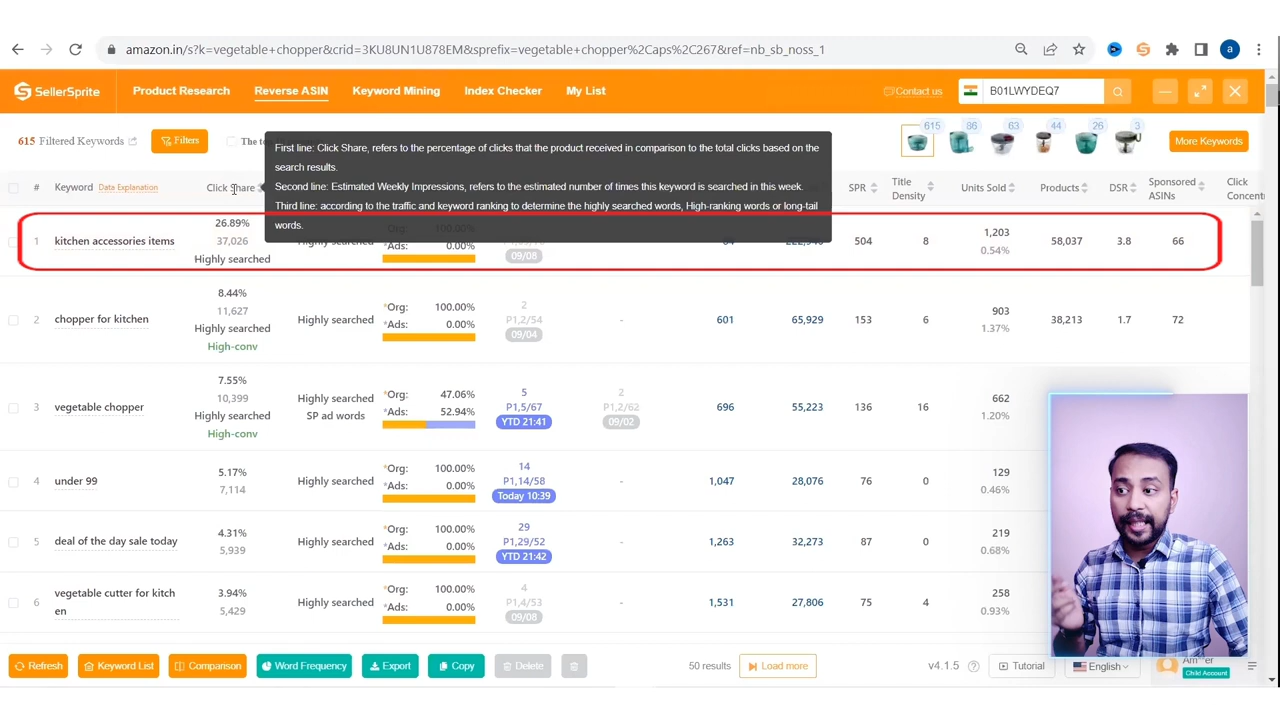 amazon.in/s?k=vegetable+chopper&crid=3KU8UN1U878EM&sprefix=vegetable+chopper%2Caps%2C267&ref=nb_sb_noss_1
a
SellerSprite
Product Research
Reverse ASIN
Keyword Mining
Index Checker
My List
Contact us
B01LWYDEQ7
615 Filtered Keywords
Filters
615
86
63
44
26
3
More Keywords
First line: Click Share, refers to the percentage of clicks that the product received in comparison to the total clicks based on the
search results.
Second line: Estimated Weekly Impressions, refers to the estimated number of times this keyword is searched in this week.
Third line: according to the traffic and keyword ranking to determine the highly searched words, High-ranking words or long-tail
words.
# Keyword Data Explanation Click Share SPR Title Density Units Sold Products DSR Sponsored ASINs Click
1 kitchen accessories items
26.89%
37,026
Highly searched
*Ads: 0.00%
09/08
504 8
1,203
0.54%
58,037 3.8 66
2 chopper for kitchen
8.44%
11,627
Highly searched
High-conv
Highly searched
*Org: 100.00%
*Ads: 0.00%
2
P1,2/54
09/04
-
601 65,929 153 6
903
1.37%
38,213 1.7 72
3 vegetable chopper
7.55%
10,399
Highly searched
High-conv
Highly searched
SP ad words
*Org: 47.06%
*Ads: 52.94%
5
P1,5/67
YTD 21:41
2
P1,2/62
09/02
696 55,223 136 16
662
1.20%
4 under 99
5.17%
7,114
Highly searched
*Org: 100.00%
*Ads: 0.00%
14
P1,14/58
Today 10:39
-
1,047 28,076 76 0
129
0.46%
5 deal of the day sale today
4.31%
5,939
Highly searched
*Org: 100.00%
*Ads: 0.00%
29
P1,29/52
YTD 21:42
-
1,263 32,273 87 0
219
0.68%
6 vegetable cutter for kitch
en
3.94%
5,429
Highly searched
*Org: 100.00%
*Ads: 0.00%
4
P1,4/53
09/08
-
1,531 27,806 75 4
258
0.93%
Refresh
Keyword List
Comparison
Word Frequency
Export
Copy
Delete
50 results
Load more
v4.1.5
Tutorial
English
Child Account